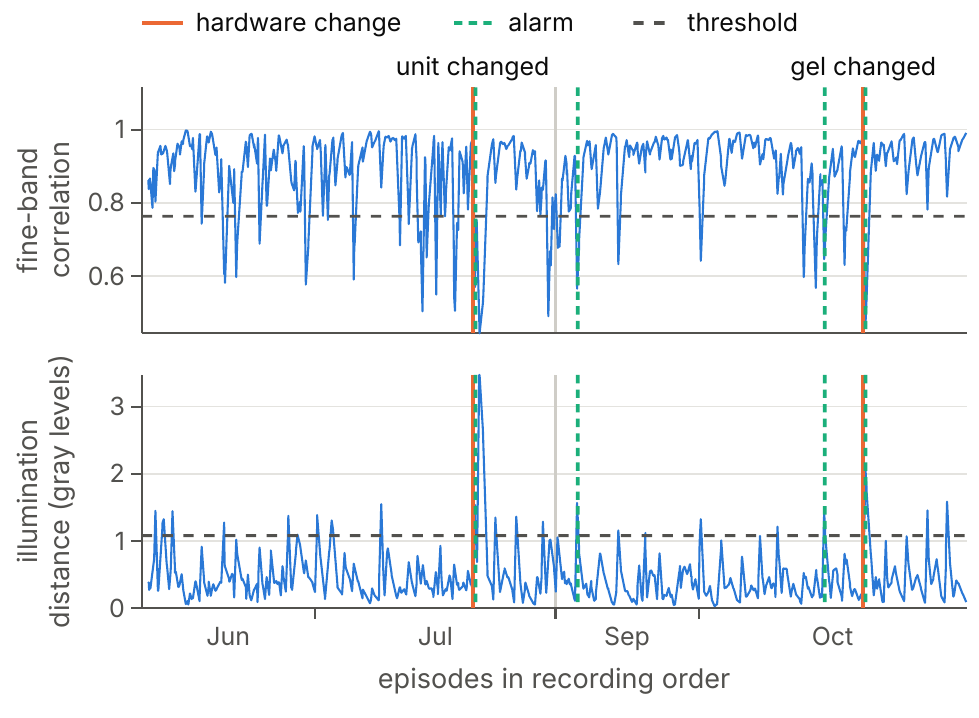 hardware change alarm threshold
unit changed gel changed
fine-band
correlation
1
0.8
0.6
illumination
distance (gray levels)
3
2
1
0
Jun Jul Sep Oct
episodes in recording order